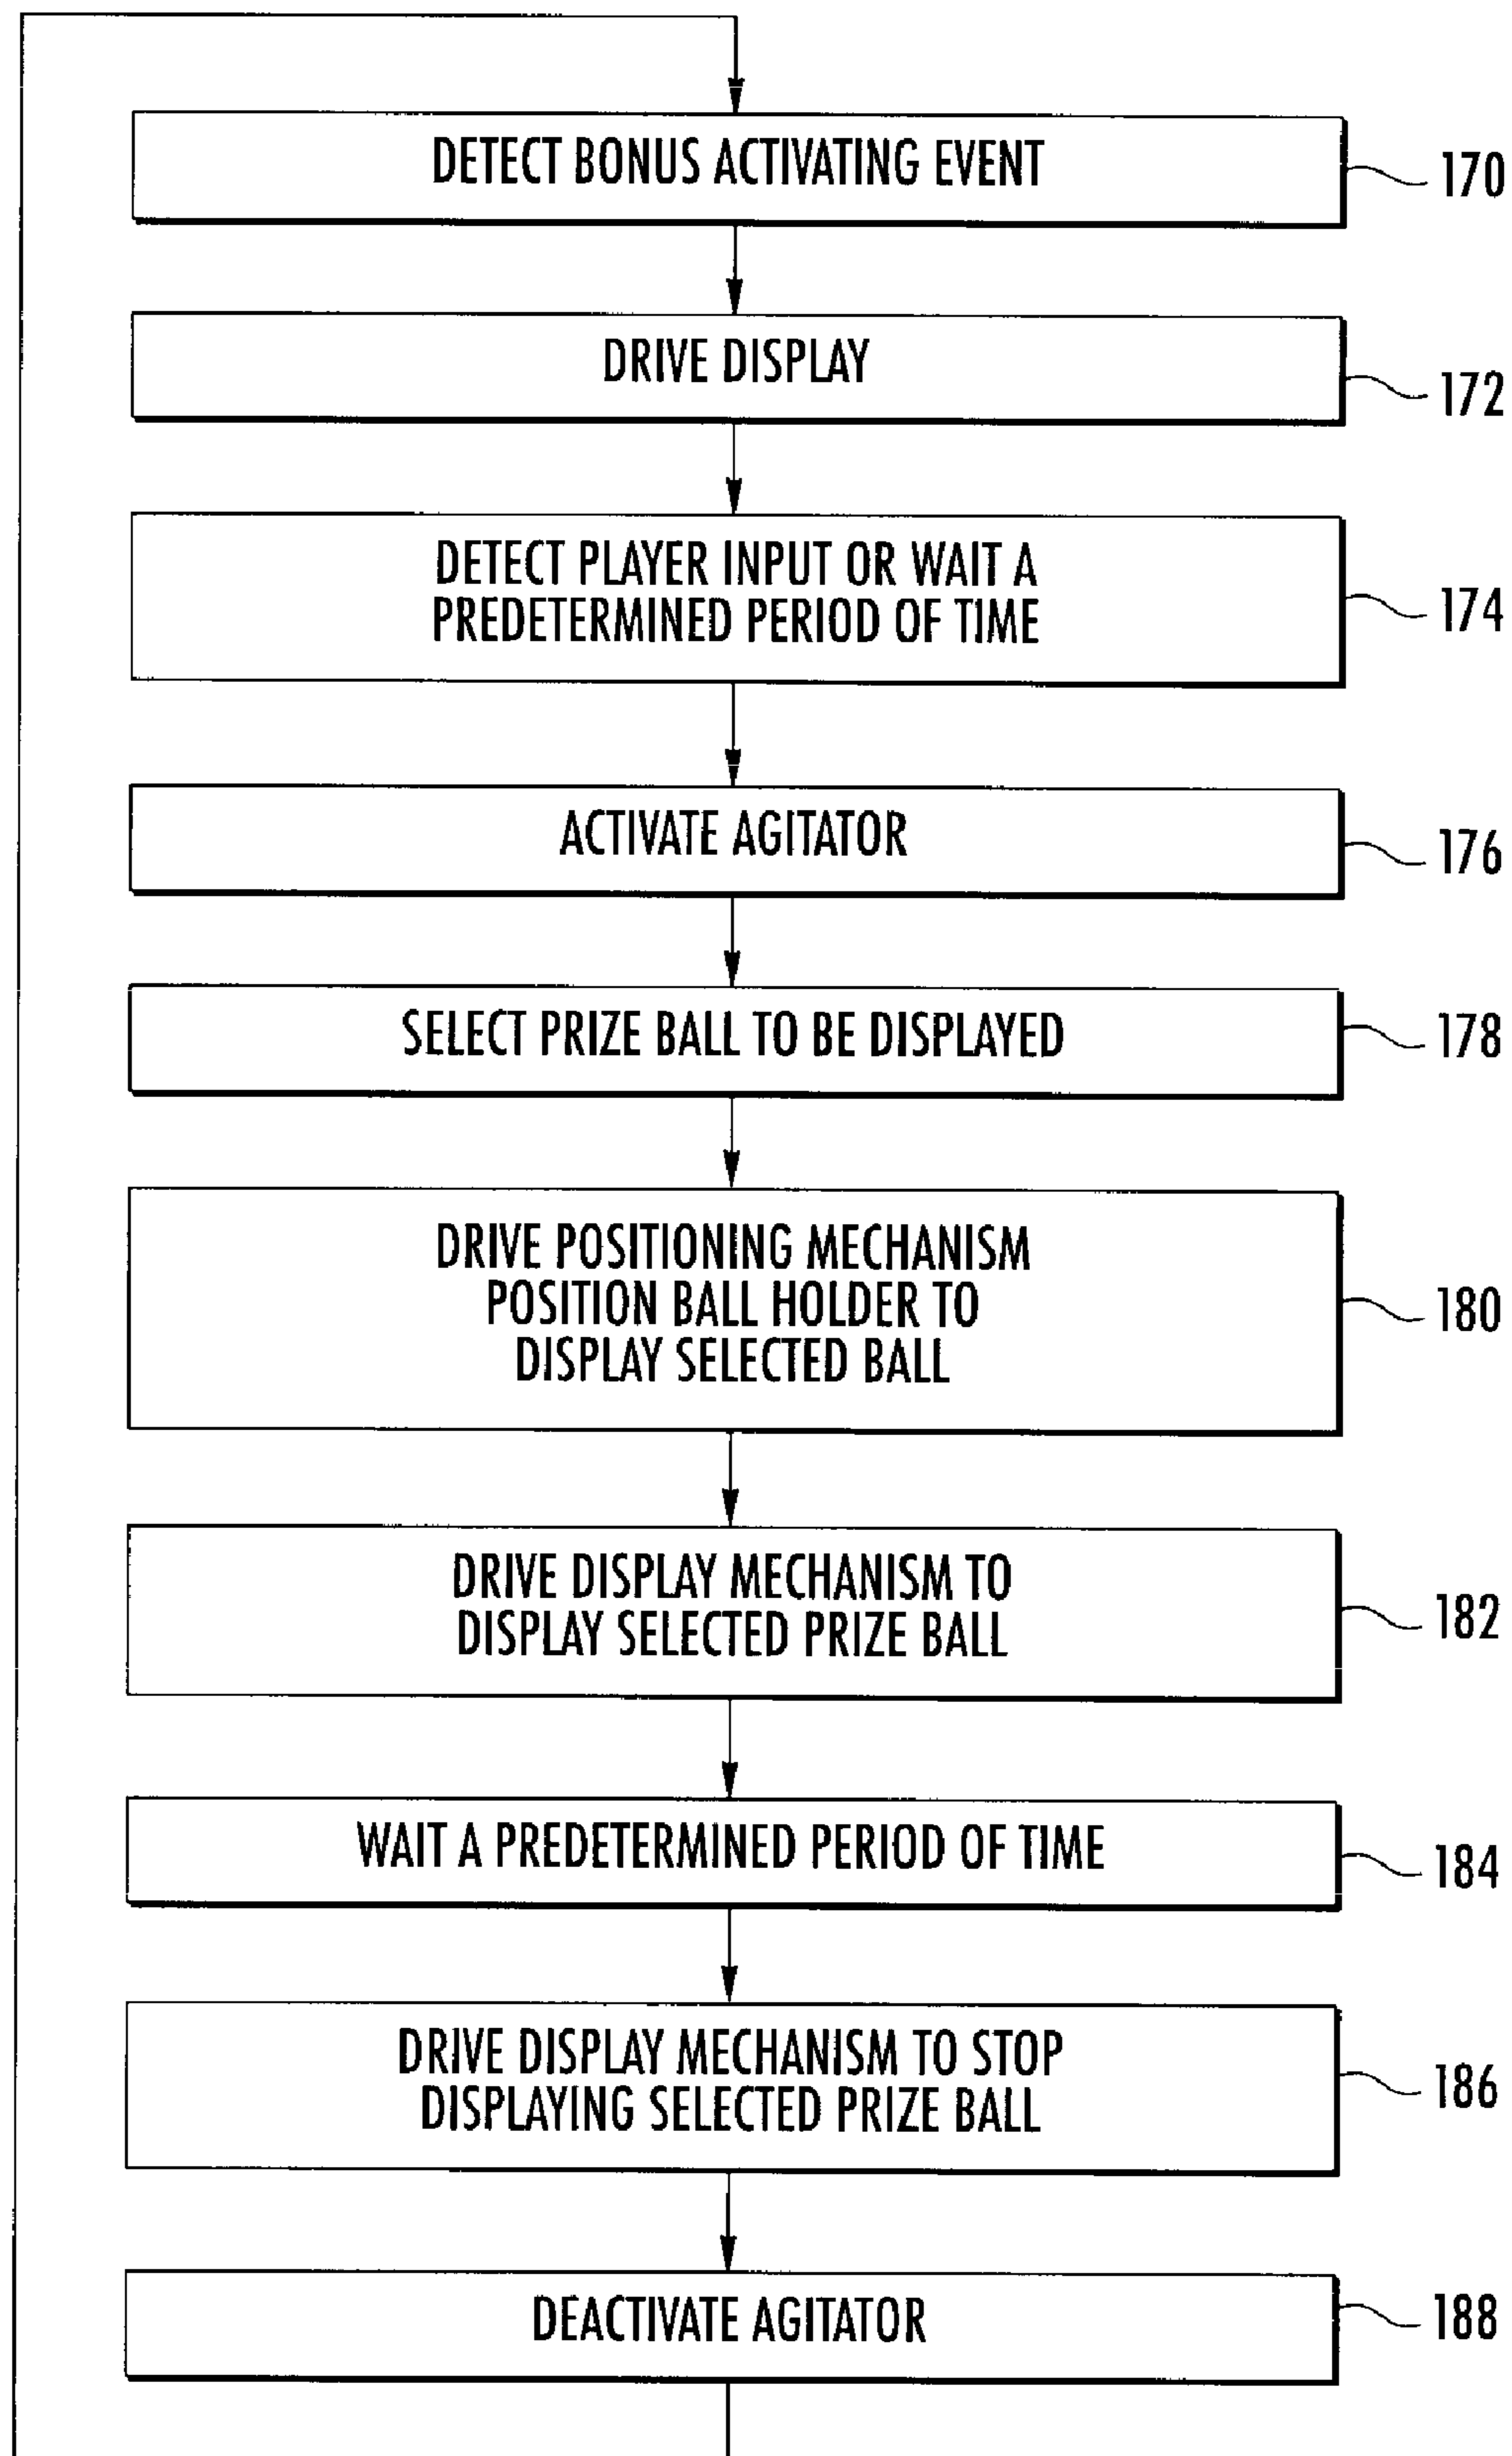 DETECT BONUS ACTIVATING EVENT
170
DRIVE DISPLAY
172
DETECT PLAYER INPUT OR WAIT A
PREDETERMINED PERIOD OF TIME
174
ACTIVATE AGITATOR
176
SELECT PRIZE BALL TO BE DISPLAYED
178
DRIVE POSITIONING MECHANISM
POSITION BALL HOLDER TO
DISPLAY SELECTED BALL
180
DRIVE DISPLAY MECHANISM TO
DISPLAY SELECTED PRIZE BALL
182
WAIT A PREDETERMINED PERIOD OF TIME
184
DRIVE DISPLAY MECHANISM TO STOP
DISPLAYING SELECTED PRIZE BALL
186
DEACTIVATE AGITATOR
188